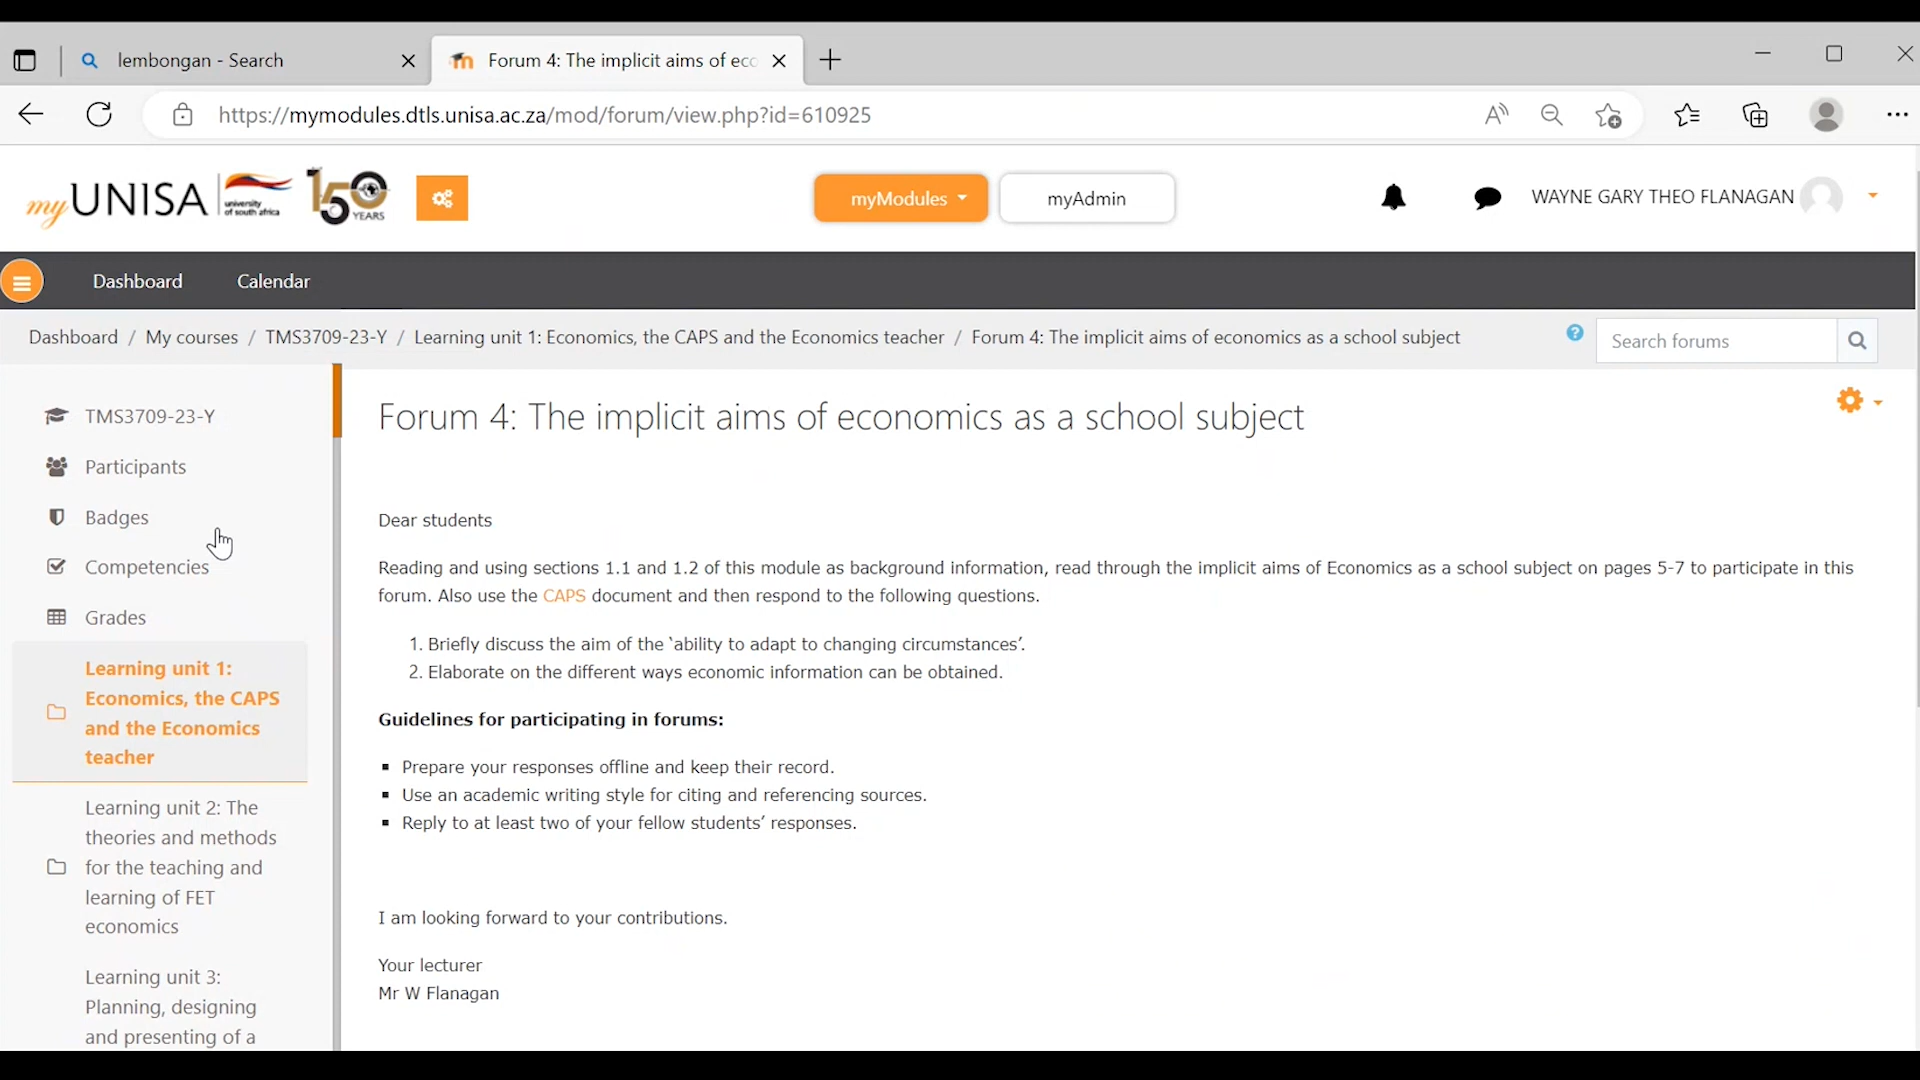 lembongan - Search
Forum 4: The implicit aims of eco
https://mymodules.dtls.unisa.ac.za/mod/forum/view.php?id=610925
my UNISA university of south africa 150 YEARS
myModules
myAdmin
WAYNE GARY THEO FLANAGAN
Dashboard
Calendar
Dashboard / My courses / TMS3709-23-Y / Learning unit 1: Economics, the CAPS and the Economics teacher / Forum 4: The implicit aims of economics as a school subject
Search forums
TMS3709-23-Y
Participants
Badges
Competencies
Grades
Learning unit 1:
Economics, the CAPS
and the Economics
teacher
Learning unit 2: The
theories and methods
for the teaching and
learning of FET
economics
Learning unit 3:
Planning, designing
and presenting of a
Forum 4: The implicit aims of economics as a school subject
Dear students
Reading and using sections 1.1 and 1.2 of this module as background information, read through the implicit aims of Economics as a school subject on pages 5-7 to participate in this
forum. Also use the CAPS document and then respond to the following questions.
1. Briefly discuss the aim of the ‵ability to adapt to changing circumstances′.
2. Elaborate on the different ways economic information can be obtained.
Guidelines for participating in forums:
▪ Prepare your responses offline and keep their record.
▪ Use an academic writing style for citing and referencing sources.
▪ Reply to at least two of your fellow students’ responses.
I am looking forward to your contributions.
Your lecturer
Mr W Flanagan